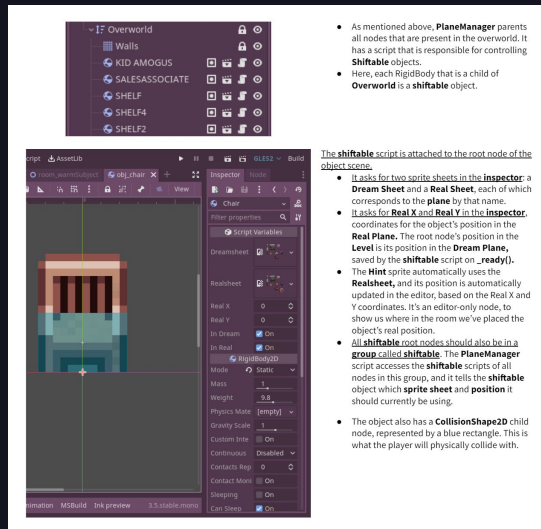 Overworld
Walls
KID AMOGUS
SALESASSOCIATE
SHELF
SHELF4
SHELF2
● As mentioned above, PlaneManager parents
all nodes that are present in the overworld. It
has a script that is responsible for controlling
Shiftable objects.
● Here, each RigidBody that is a child of
Overworld is a shiftable object.
cript AssetLib GLES2 Build
room_warmSubject obj_chair × +
View
Inspector Node
Chair
Filter properties
Script Variables
Dreamsheet
Realsheet
Real X 0
Real Y 0
In Dream On
In Real On
RigidBody2D
Mode Static
Mass 1
Weight 9.8
Physics Mate [empty]
Gravity Scale 1
Custom Inte On
Continuous Disabled
Contacts Rep 0
Contact Moni On
Sleeping On
Can Sleep On
nimation MSBuild Ink preview 3.5.stable.mono
The shiftable script is attached to the root node of the
object scene.
● It asks for two sprite sheets in the inspector: a
Dream Sheet and a Real Sheet, each of which
corresponds to the plane by that name.
● It asks for Real X and Real Y in the inspector,
coordinates for the object's position in the
Real Plane. The root node's position in the
Level is its position in the Dream Plane,
saved by the shiftable script on _ready().
● The Hint sprite automatically uses the
Realsheet, and its position is automatically
updated in the editor, based on the Real X and
Y coordinates. It's an editor-only node, to
show us where in the room we've placed the
object's real position.
● All shiftable root nodes should also be in a
group called shiftable. The PlaneManager
script accesses the shiftable scripts of all
nodes in this group, and it tells the shiftable
object which sprite sheet and position it
should currently be using.
● The object also has a CollisionShape2D child
node, represented by a blue rectangle. This is
what the player will physically collide with.